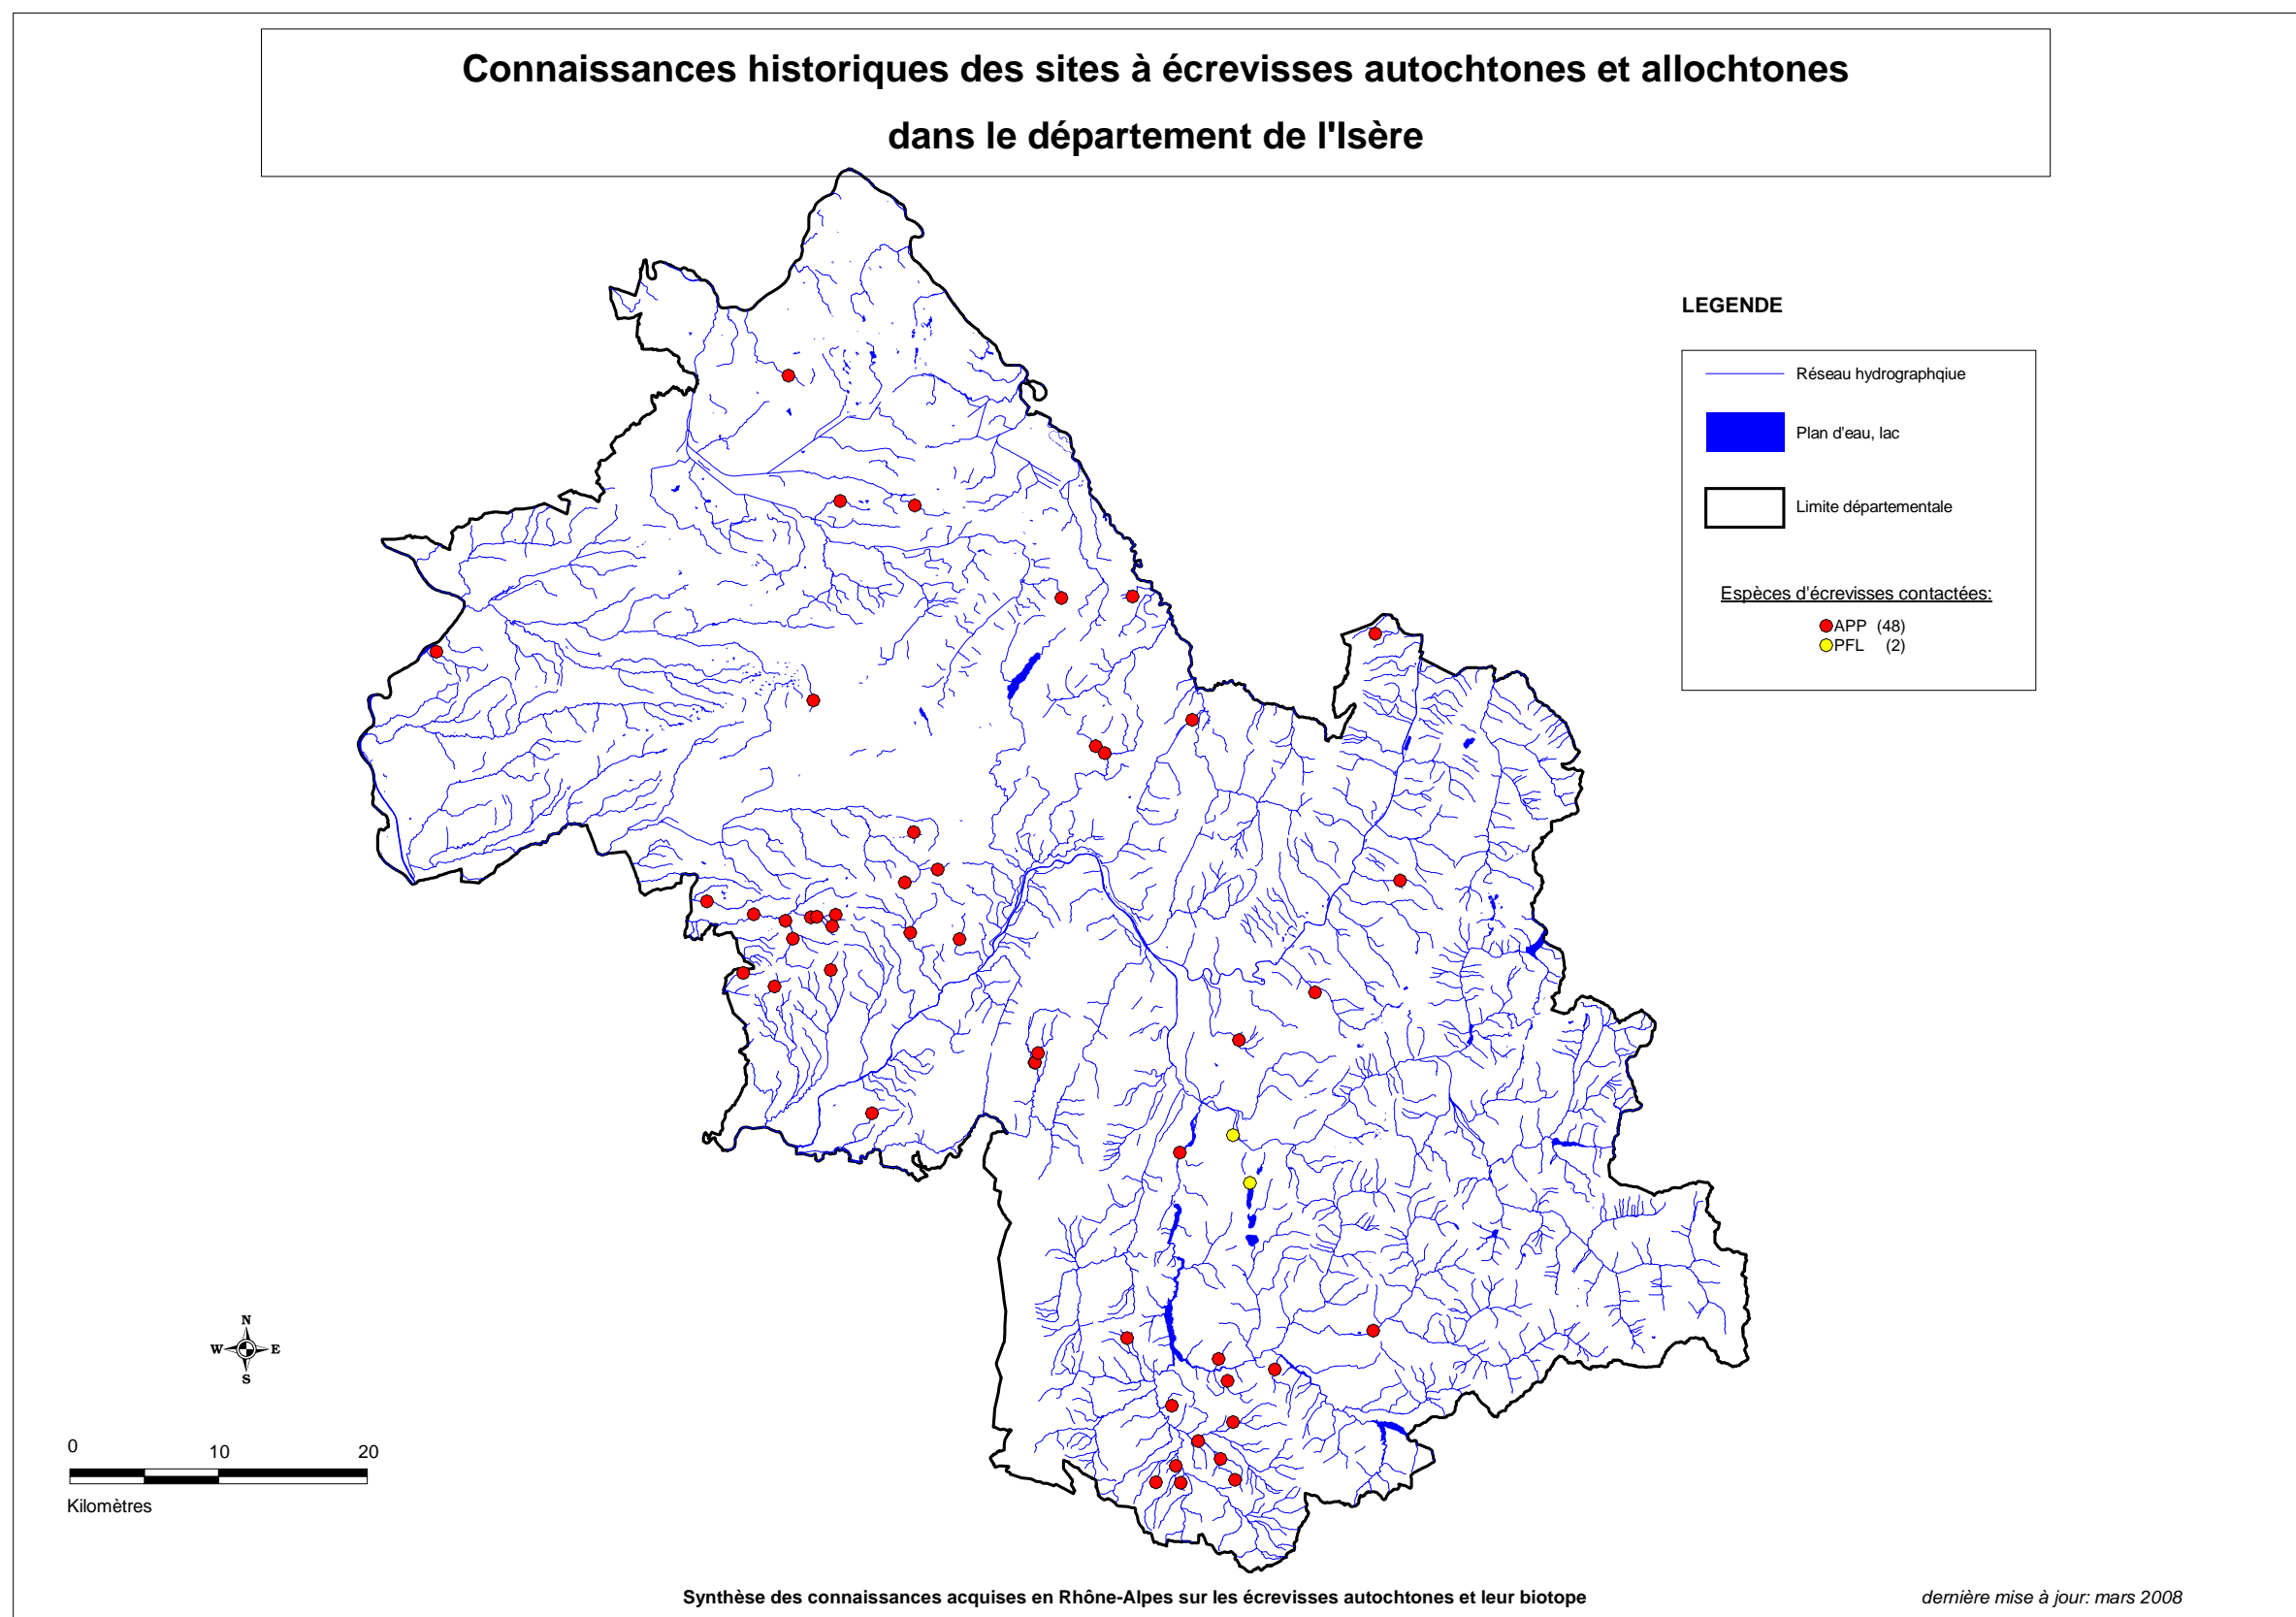 Connaissances historiques des sites à écrevisses autochtones et allochtones
dans le département de l'Isère
LEGENDE
Réseau hydrographqiue
Plan d'eau, lac
Limite départementale
Espèces d'écrevisses contactées:
APP (48)
PFL (2)
N
W E
S
0 10 20
Kilomètres
Synthèse des connaissances acquises en Rhône-Alpes sur les écrevisses autochtones et leur biotope
dernière mise à jour: mars 2008